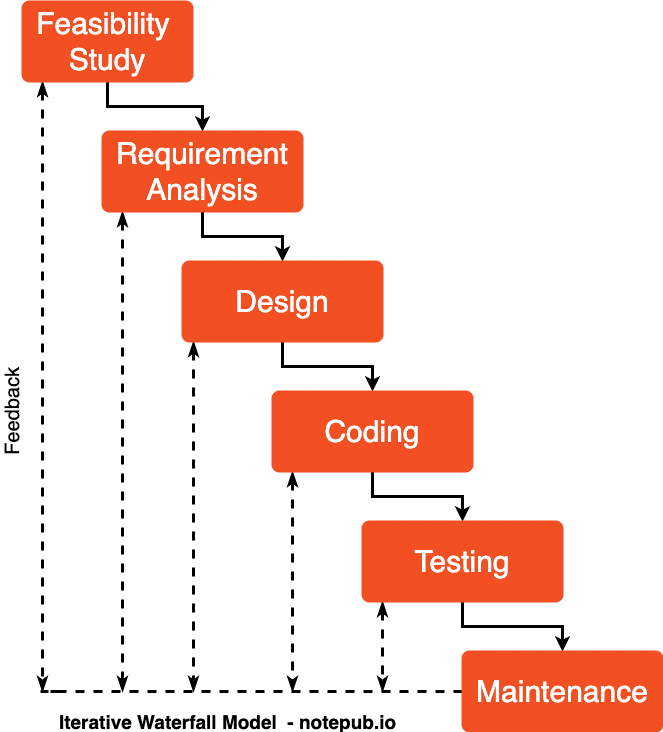 Feasibility
Study
Requirement
Analysis
Design
Feedback
Coding
Testing
Maintenance
Iterative Waterfall Model - notepub.io